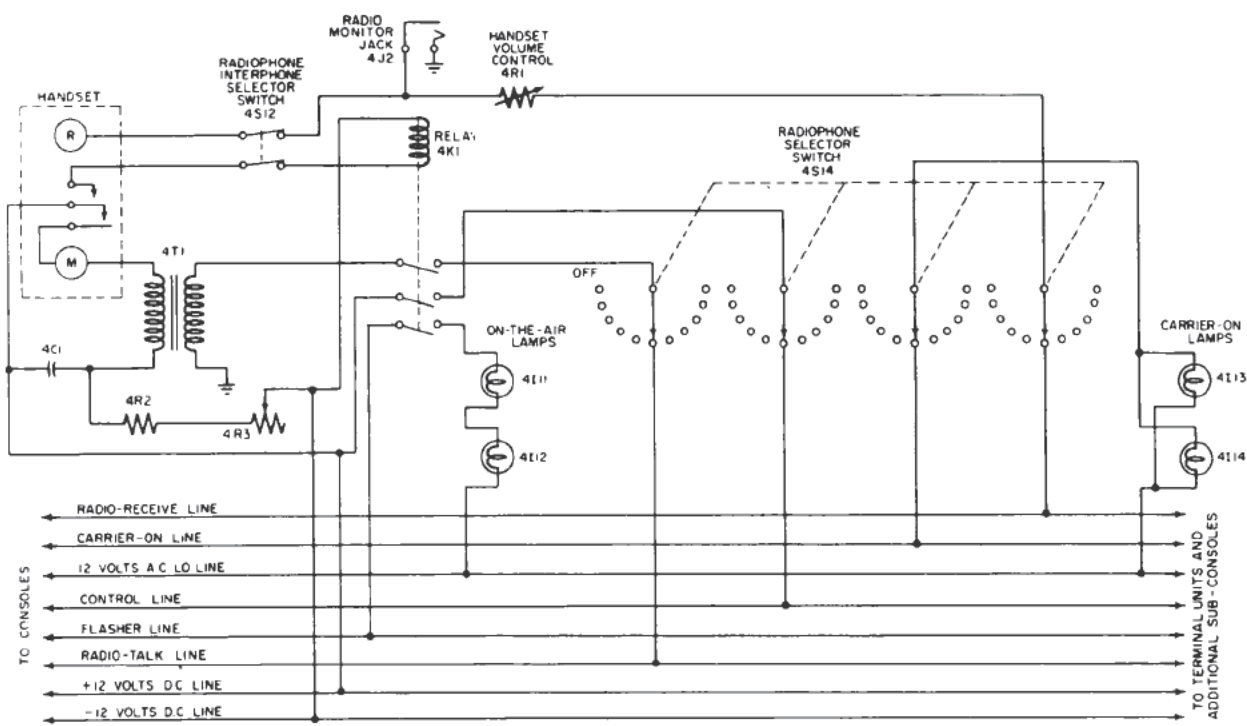 RADIO
MONITOR
JACK
4J2
HANDSET
VOLUME
CONTROL
4R1
RADIOPHONE
INTERPHONE
SELECTOR
SWITCH
4S12
HANDSET
R
RELAY
4K1
RADIOPHONE
SELECTOR
SWITCH
4S14
M
4T1
OFF
ON-THE-AIR
LAMPS
CARRIER-ON
LAMPS
4C1
4I11
4I13
4R2
4R3
4I12
4I14
RADIO-RECEIVE LINE
CARRIER-ON LINE
12 VOLTS A C LO LINE
CONTROL LINE
FLASHER LINE
RADIO-TALK LINE
+12 VOLTS D C LINE
-12 VOLTS D.C LINE
TO CONSOLES
TO TERMINAL UNITS AND
ADDITIONAL SUB-CONSOLES